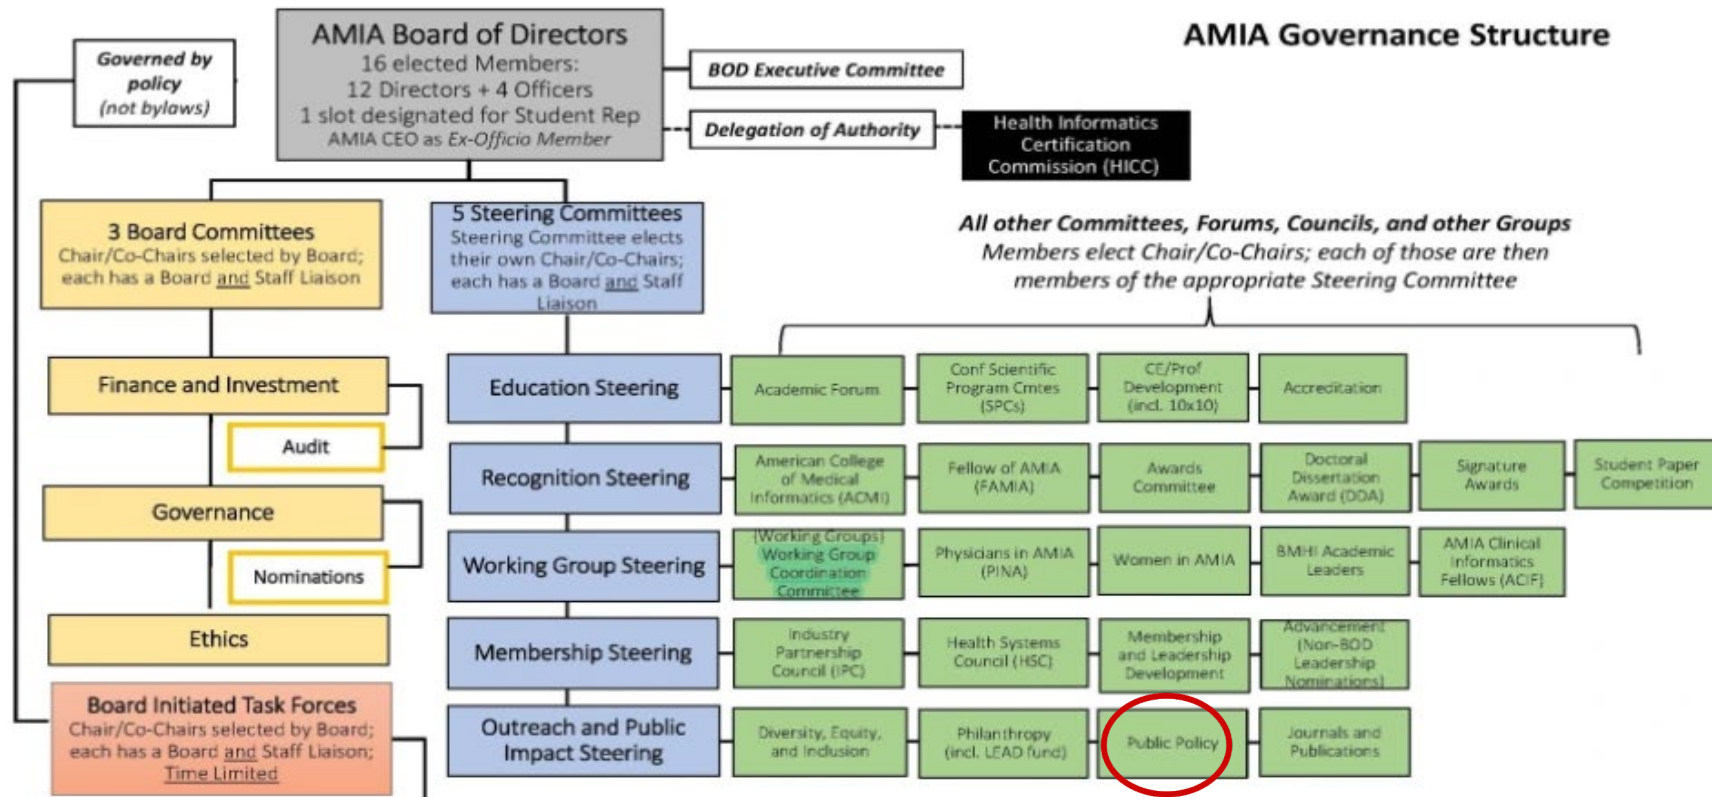 AMIA Governance Structure
Governed by
policy
(not bylaws)
AMIA Board of Directors
16 elected Members:
12 Directors + 4 Officers
1 slot designated for Student Rep
AMIA CEO as Ex-Officio Member
BOD Executive Committee
Delegation of Authority
Health Informatics
Certification
Commission (HICC)
3 Board Committees
Chair/Co-Chairs selected by Board;
each has a Board and Staff Liaison
5 Steering Committees
Steering Committee elects
their own Chair/Co-Chairs;
each has a Board and Staff
Liaison
All other Committees, Forums, Councils, and other Groups
Members elect Chair/Co-Chairs; each of those are then
members of the appropriate Steering Committee
Finance and Investment
Audit
Governance
Nominations
Ethics
Board Initiated Task Forces
Chair/Co-Chairs selected by Board;
each has a Board and Staff Liaison;
Time Limited
Education Steering
Academic Forum
Conf Scientific
Program Cmtes
(SPCs)
CE/Prof
Development
(incl. 10x10)
Accreditation
Recognition Steering
American College
of Medical
Informatics (ACMI)
Fellow of AMIA
(FAMIA)
Awards
Committee
Doctoral
Dissertation
Award (DDA)
Signature
Awards
Student Paper
Competition
Working Group Steering
(Working Groups)
Working Group
Coordination
Committee
Physicians in AMIA
(PINA)
Women in AMIA
BMHI Academic
Leaders
AMIA Clinical
Informatics
Fellows (ACIF)
Membership Steering
Industry
Partnership
Council (IPC)
Health Systems
Council (HSC)
Membership
and Leadership
Development
Advancement
(Non-BOD
Leadership
Nominations)
Outreach and Public
Impact Steering
Diversity, Equity,
and Inclusion
Philanthropy
(incl. LEAD fund)
Public Policy
Journals and
Publications